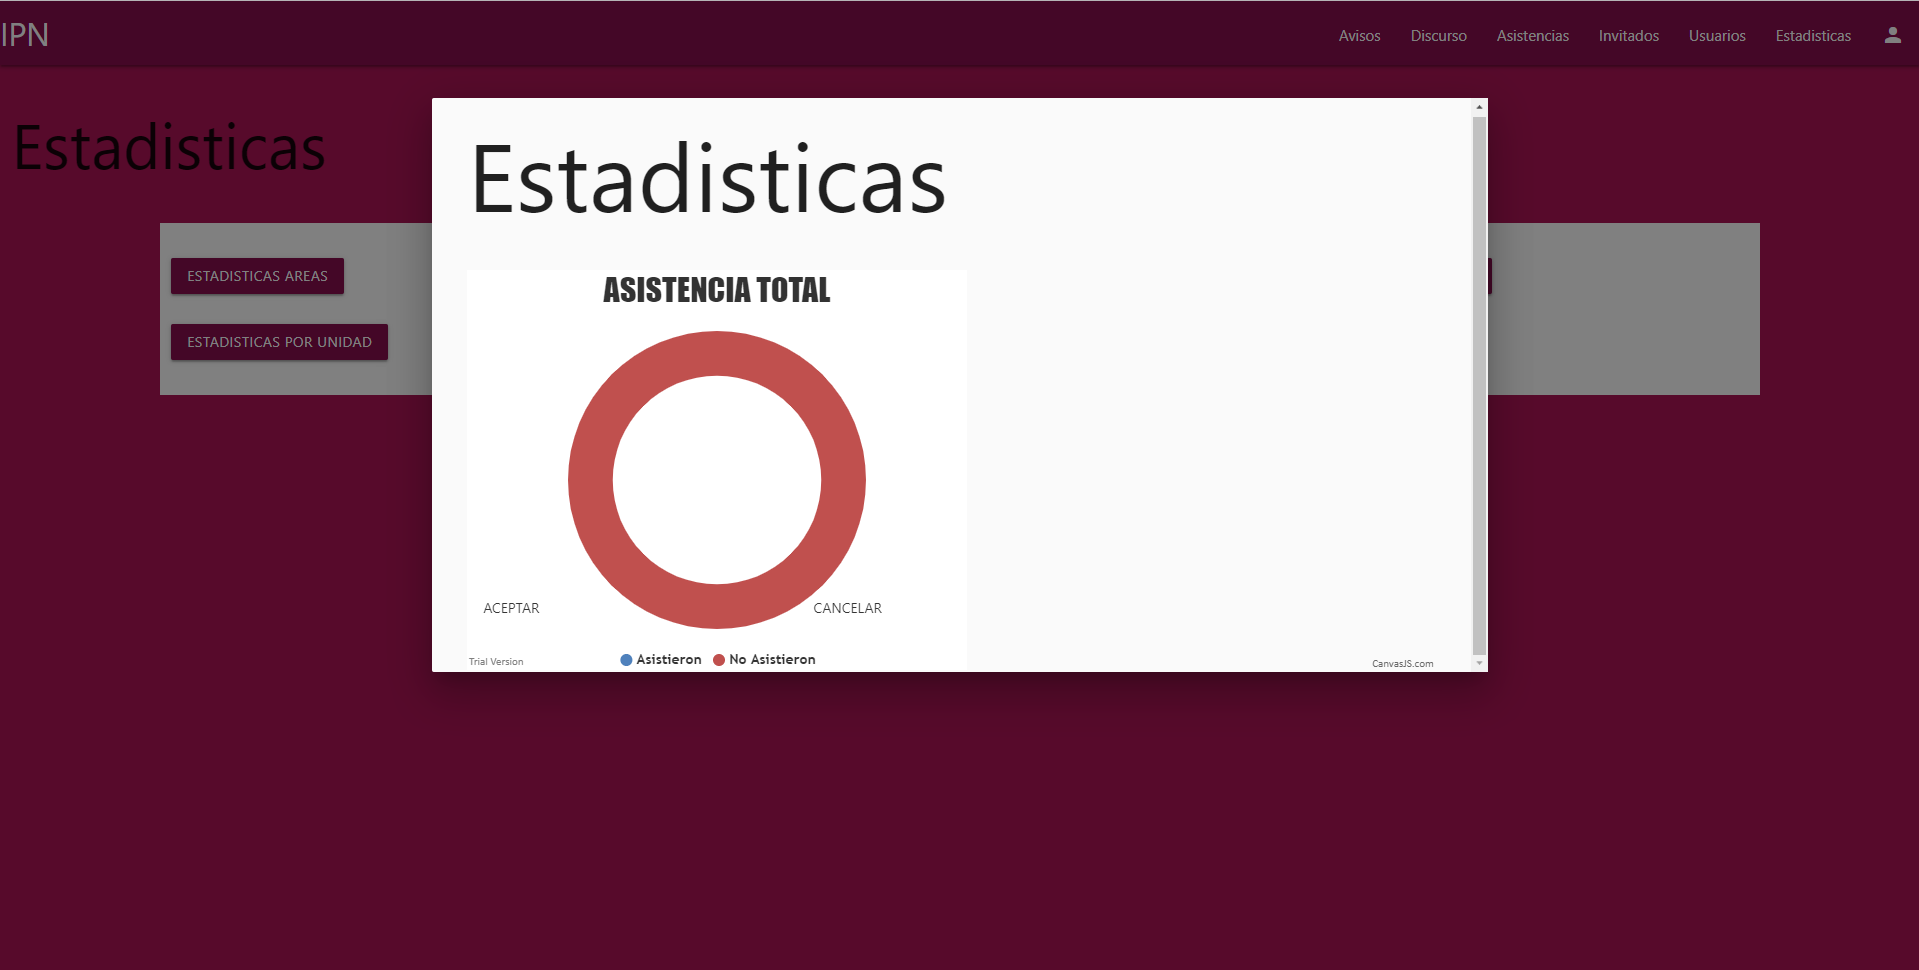 IPN
Avisos Discurso Asistencias Invitados Usuarios Estadisticas
Estadisticas
ESTADISTICAS AREAS
ESTADISTICAS POR UNIDAD
Estadisticas
ASISTENCIA TOTAL
ACEPTAR CANCELAR
Asistieron No Asistieron
Trial Version CanvasJS.com